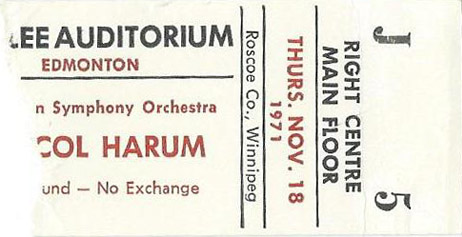 LEE AUDITORIUM
EDMONTON
n Symphony Orchestra
COL HARUM
und — No Exchange
Roscoe Co., Winnipeg
THURS. NOV. 18
1971
RIGHT CENTRE
MAIN FLOOR
J 5